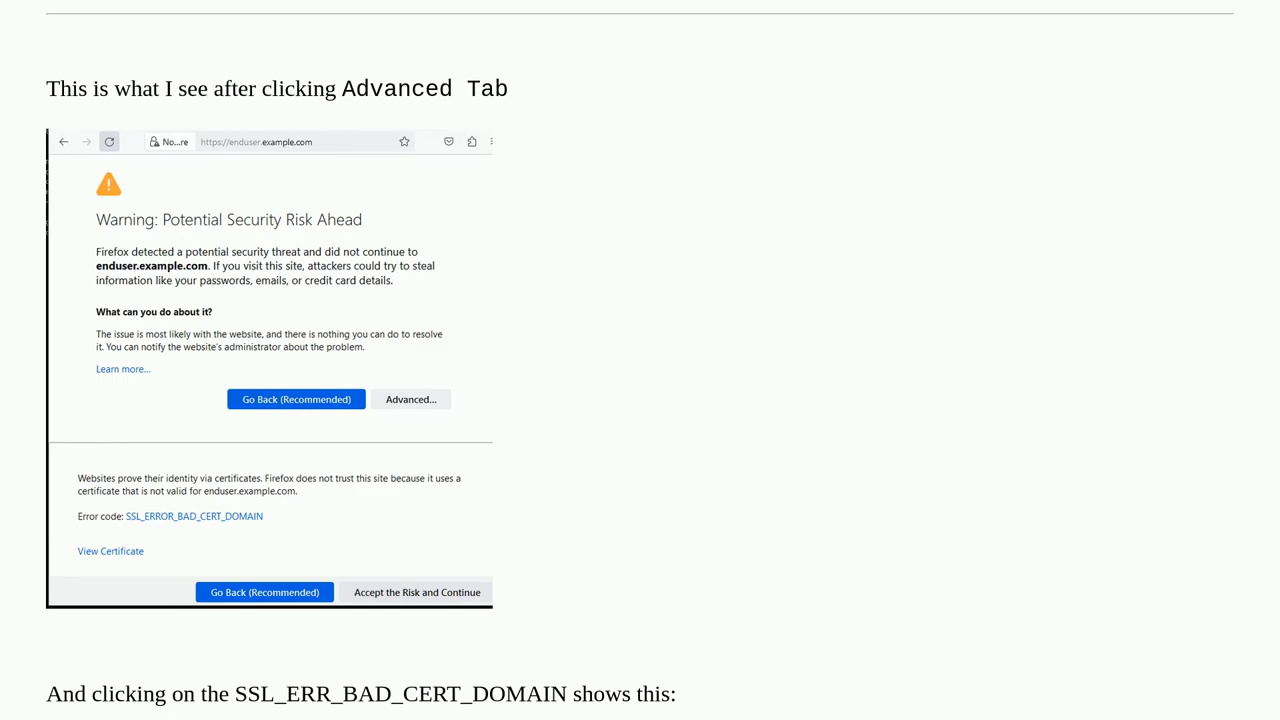 This is what I see after clicking Advanced Tab
No...re
https://enduser.example.com
Warning: Potential Security Risk Ahead
Firefox detected a potential security threat and did not continue to
enduser.example.com. If you visit this site, attackers could try to steal
information like your passwords, emails, or credit card details.
What can you do about it?
The issue is most likely with the website, and there is nothing you can do to resolve
it. You can notify the website's administrator about the problem.
Learn more...
Go Back (Recommended)
Advanced...
Websites prove their identity via certificates. Firefox does not trust this site because it uses a
certificate that is not valid for enduser.example.com.
Error code: SSL_ERROR_BAD_CERT_DOMAIN
View Certificate
Go Back (Recommended)
Accept the Risk and Continue
And clicking on the SSL_ERR_BAD_CERT_DOMAIN shows this: